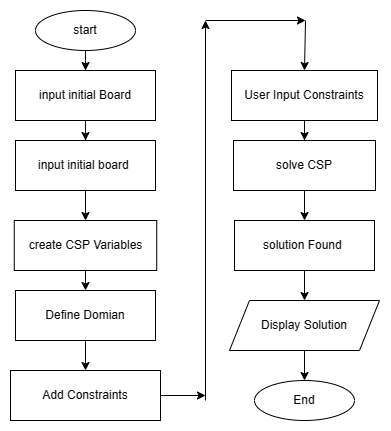 start
input initial Board
input initial board
create CSP Variables
Define Domian
Add Constraints
User Input Constraints
solve CSP
solution Found
Display Solution
End